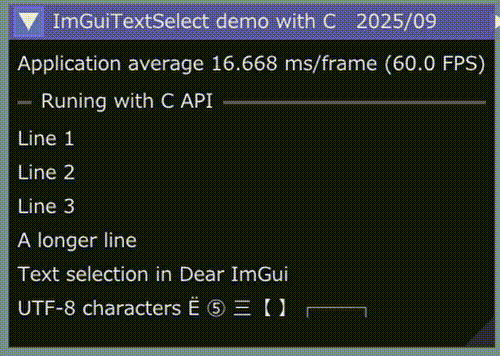 ImGuiTextSelect demo with C 2025/09
Application average 16.668 ms/frame (60.0 FPS)
Runing with C API
Line 1
Line 2
Line 3
A longer line
Text selection in Dear ImGui
UTF-8 characters Ë ⑤ 三【 】 ┌──┐